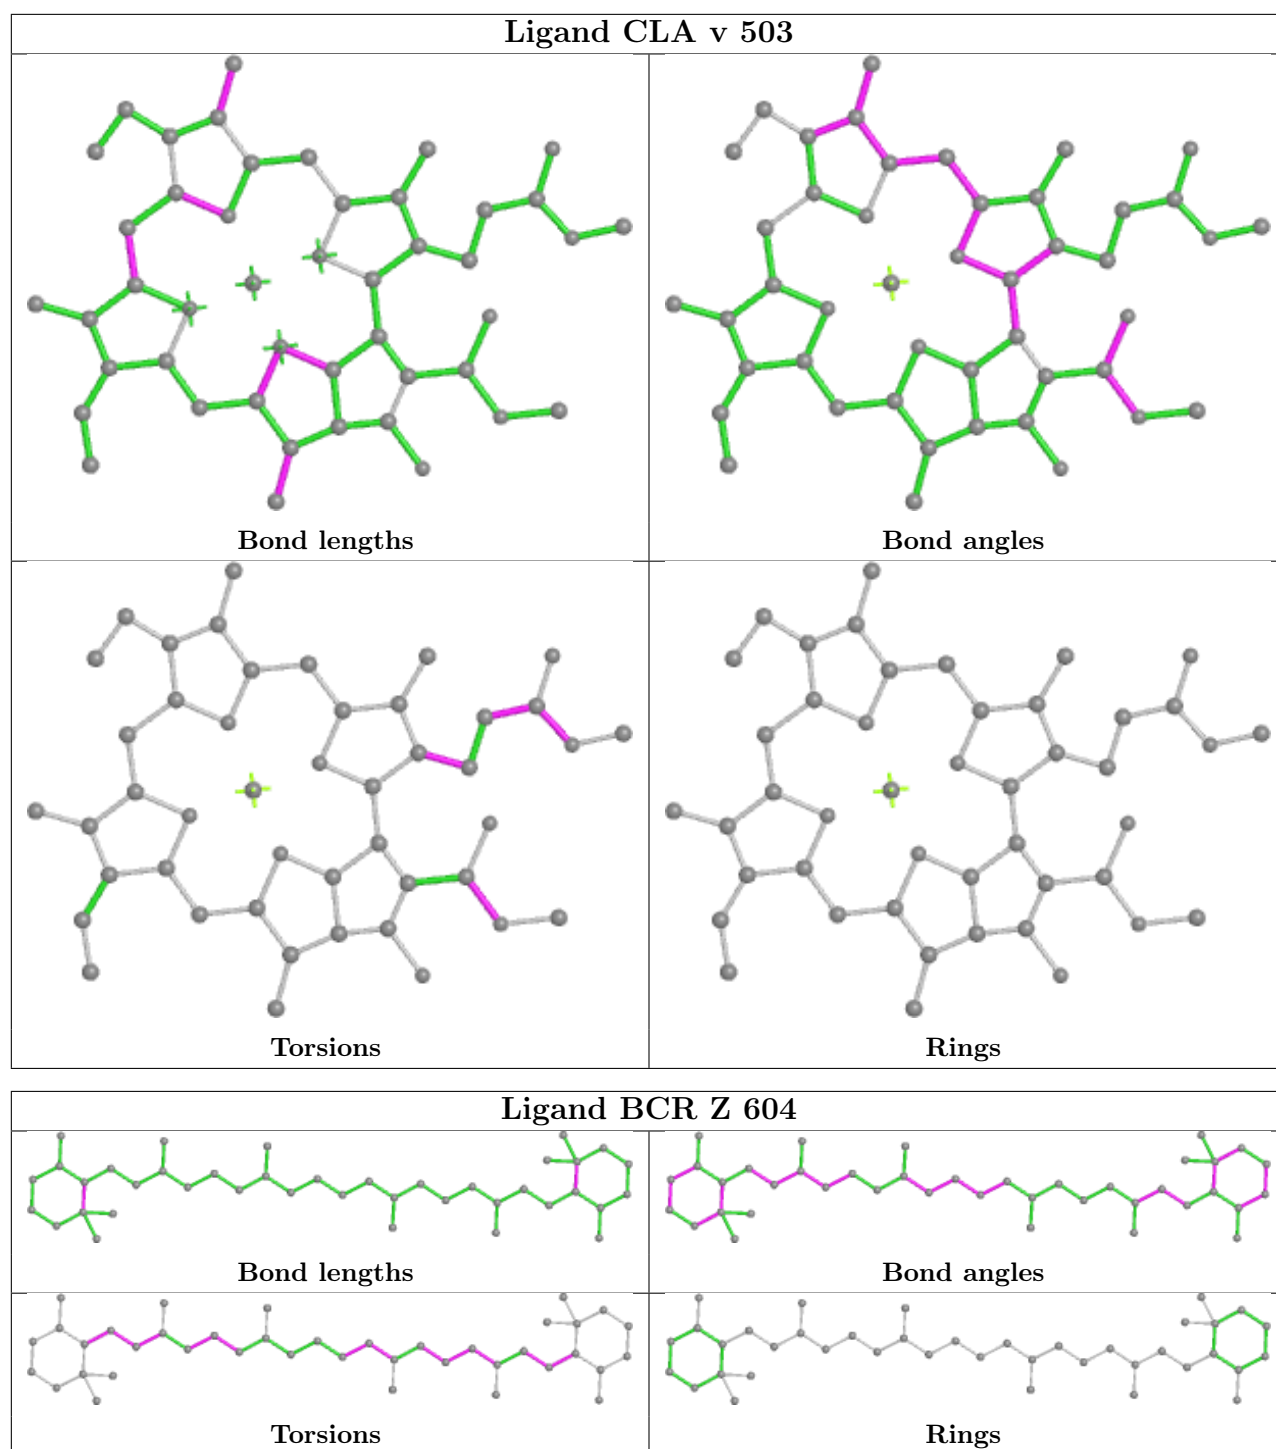 Ligand CLA v 503
Bond lengths
Bond angles
Torsions
Rings
Ligand BCR Z 604
Bond lengths
Bond angles
Torsions
Rings